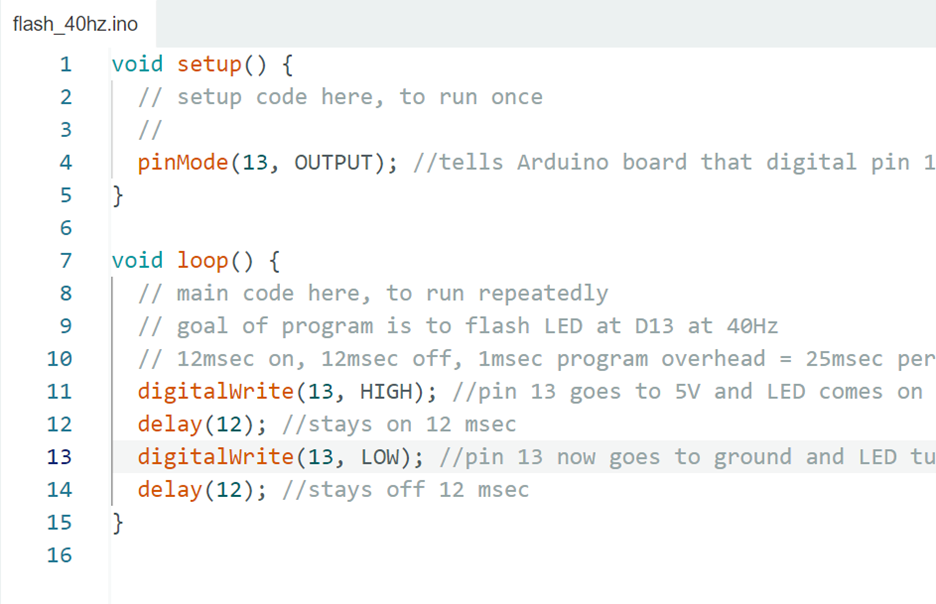 flash_40hz.ino
1 void setup() {
2 // setup code here, to run once
3 //
4 pinMode(13, OUTPUT); //tells Arduino board that digital pin 1
5 }
6
7 void loop() {
8 // main code here, to run repeatedly
9 // goal of program is to flash LED at D13 at 40Hz
10 // 12msec on, 12msec off, 1msec program overhead = 25msec per
11 digitalWrite(13, HIGH); //pin 13 goes to 5V and LED comes on
12 delay(12); //stays on 12 msec
13 digitalWrite(13, LOW); //pin 13 now goes to ground and LED tu
14 delay(12); //stays off 12 msec
15 }
16